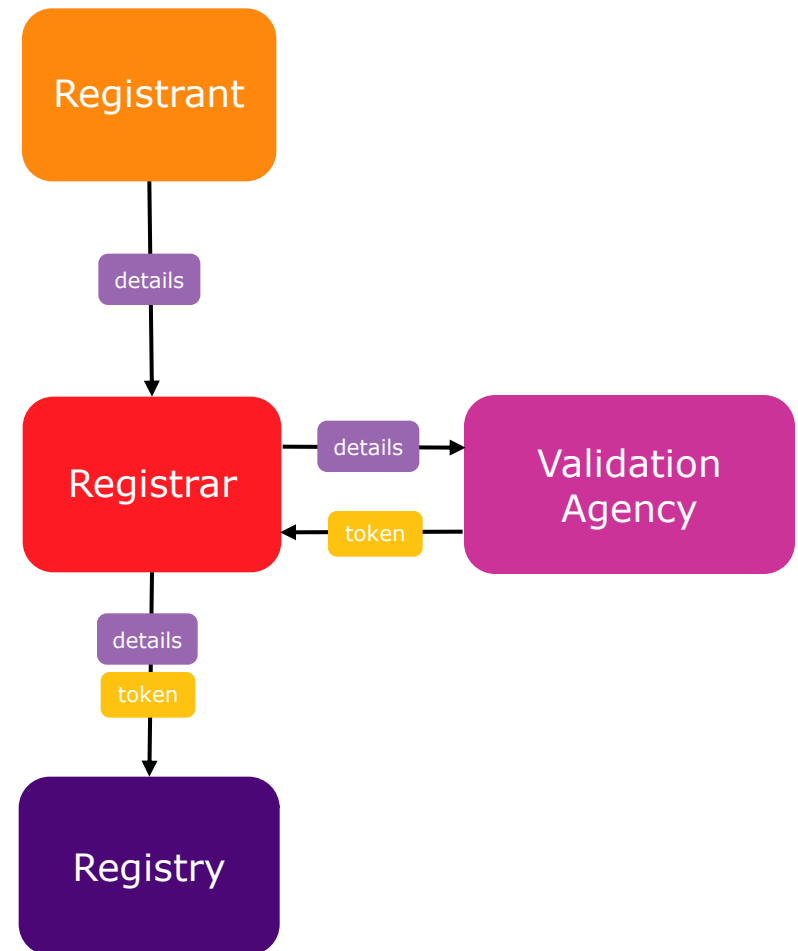 Registrant
details
Registrar
details
Validation
Agency
token
details
token
Registry